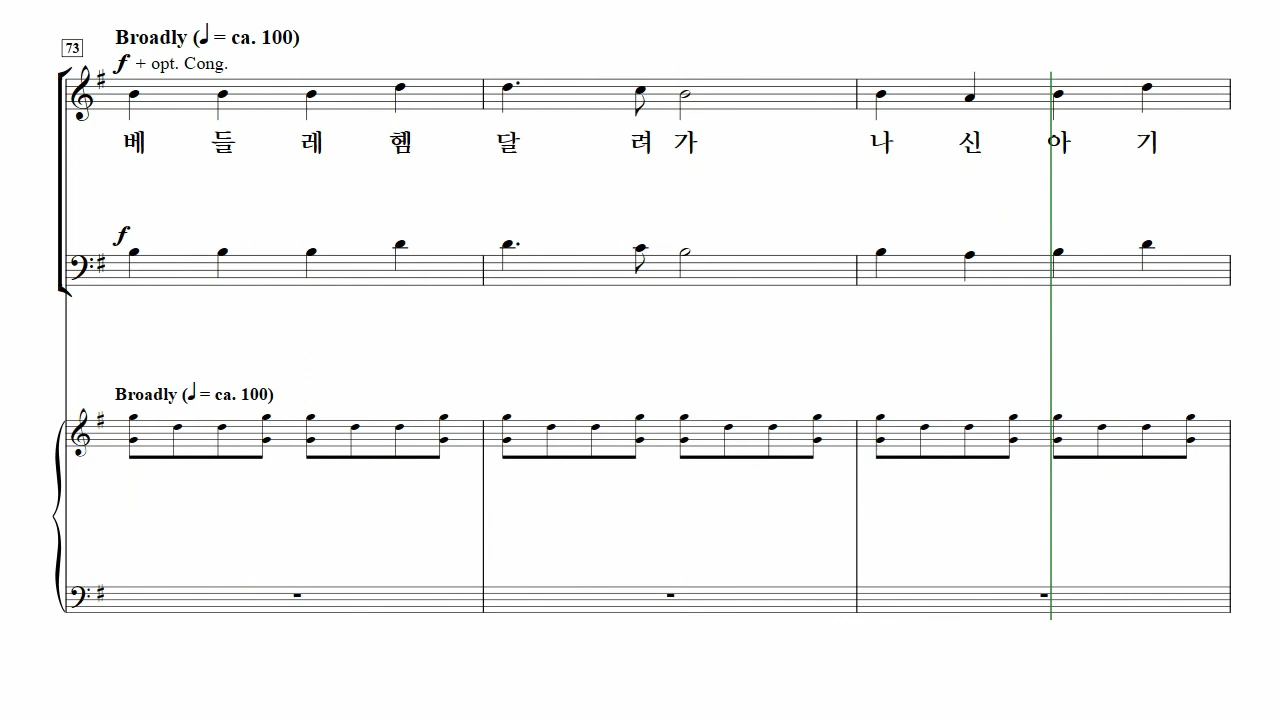 Broadly (♩ = ca. 100)
73
f + opt. Cong.
베 들 레 헴 달 려 가 나 신 아 기
f
Broadly (♩ = ca. 100)